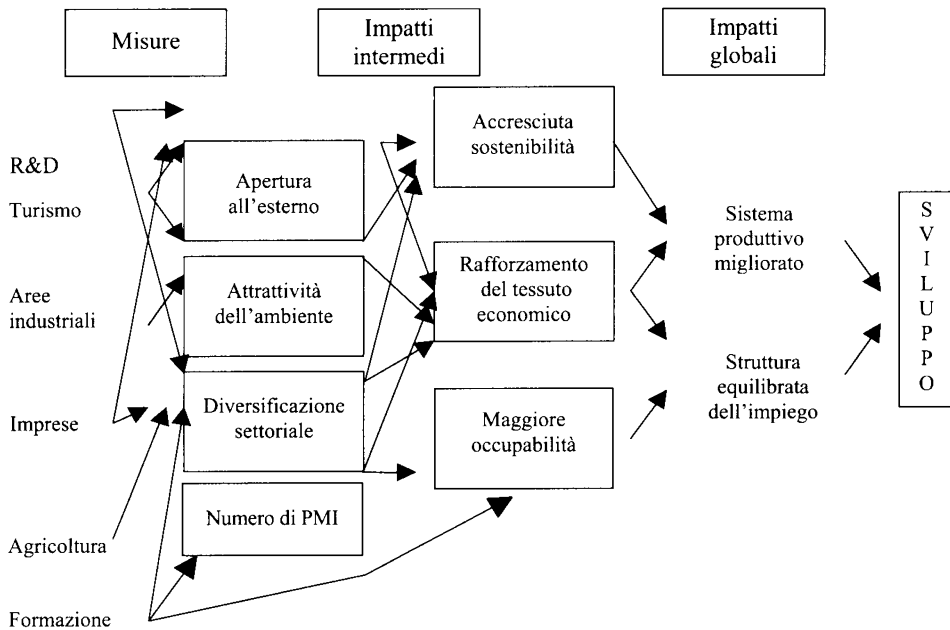 Misure
Impatti
intermedi
Impatti
globali
R&D
Turismo
Aree
industriali
Imprese
Agricoltura
Formazione
Apertura
all'esterno
Attrattività
dell'ambiente
Diversificazione
settoriale
Numero di PMI
Accresciuta
sostenibilità
Rafforzamento
del tessuto
economico
Maggiore
occupabilità
Sistema
produttivo
migliorato
Struttura
equilibrata
dell'impiego
S
V
I
L
U
P
P
O